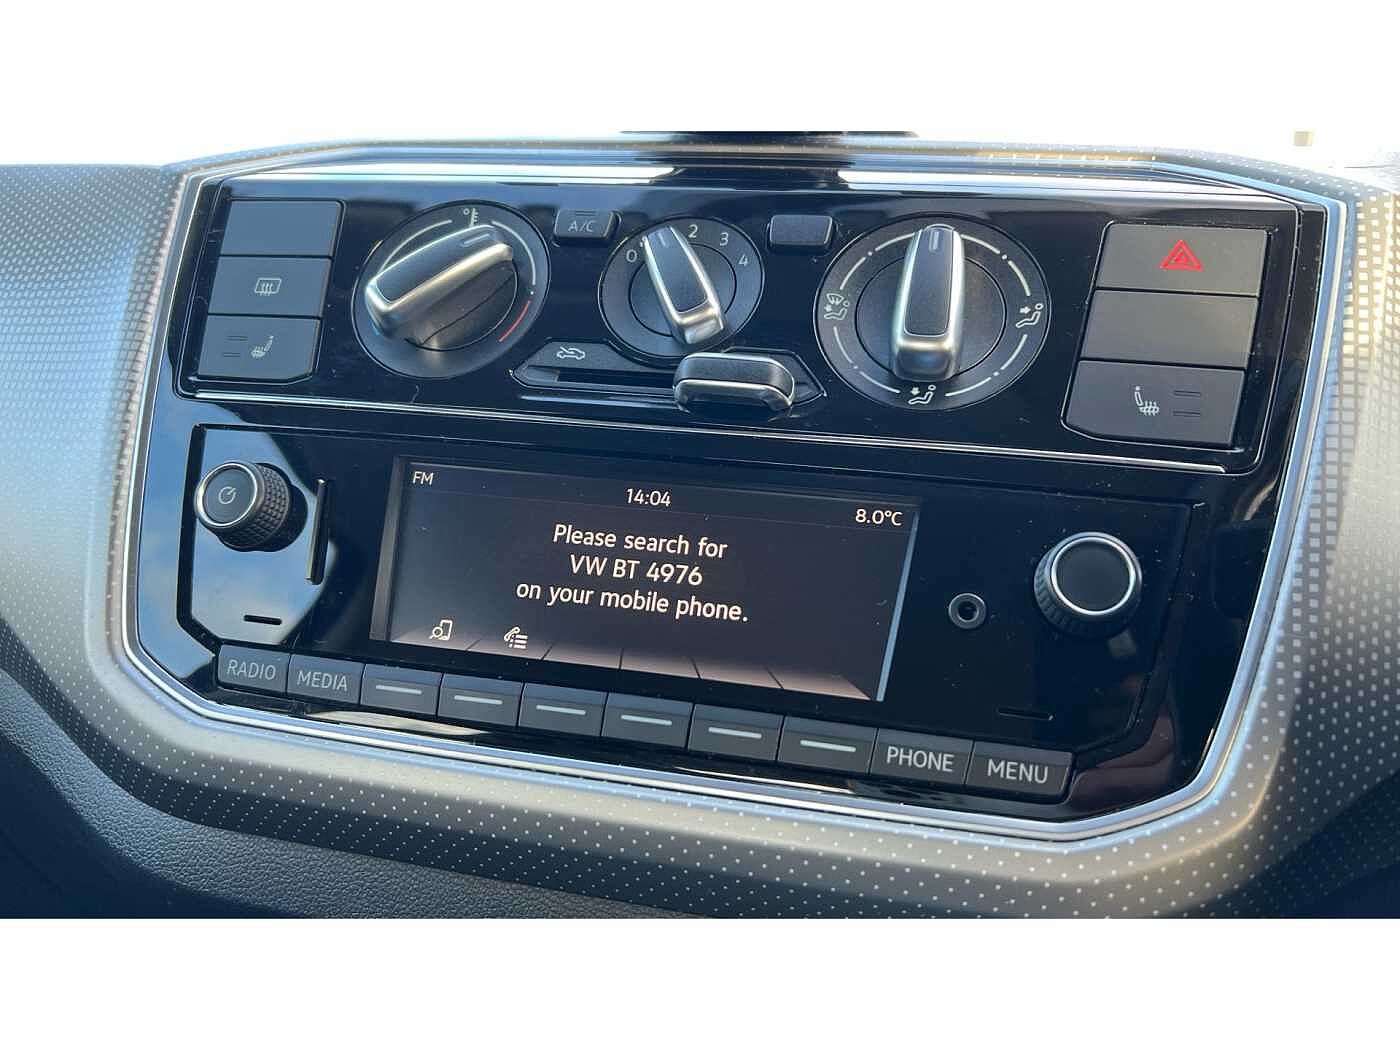 A/C
0
2
3
4
FM
14:04
8.0°C
Please search for
VW BT 4976
on your mobile phone.
RADIO
MEDIA
PHONE
MENU